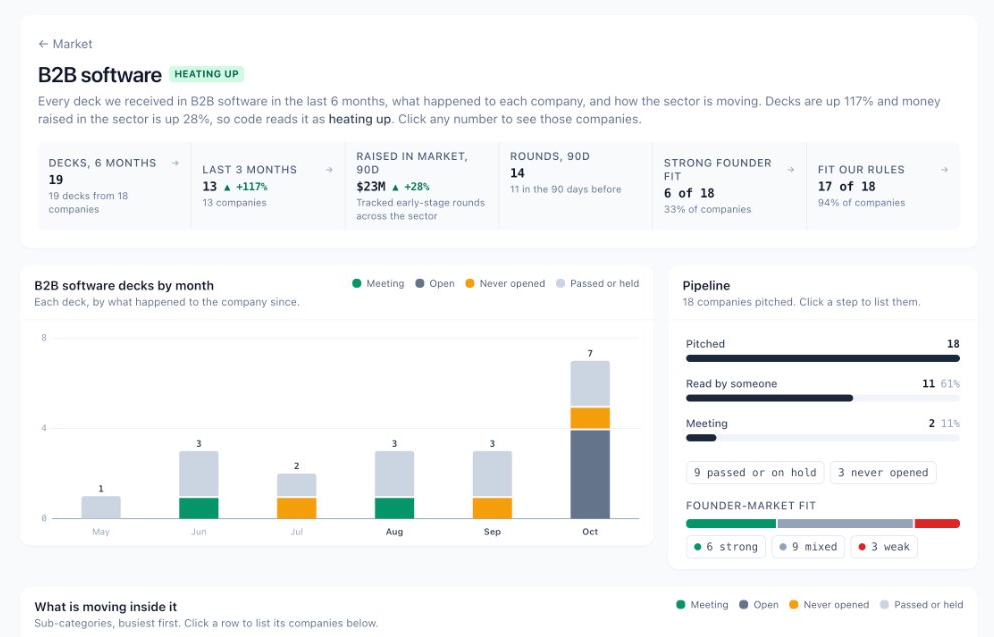 ← Market
B2B software HEATING UP
Every deck we received in B2B software in the last 6 months, what happened to each company, and how the sector is moving. Decks are up 117% and money
raised in the sector is up 28%, so code reads it as heating up. Click any number to see those companies.
DECKS, 6 MONTHS →
19
19 decks from 18
companies
LAST 3 MONTHS →
13 ▲ +117%
13 companies
RAISED IN MARKET,
90D
$23M ▲ +28%
Tracked early-stage rounds
across the sector
ROUNDS, 90D
14
11 in the 90 days before
STRONG FOUNDER →
FIT
6 of 18
33% of companies
FIT OUR RULES →
17 of 18
94% of companies
B2B software decks by month
Each deck, by what happened to the company since.
Meeting Open Never opened Passed or held
8
4
0
1
3
2
3
3
7
May Jun Jul Aug Sep Oct
Pipeline
18 companies pitched. Click a step to list them.
Pitched 18
Read by someone 11 61%
Meeting 2 11%
9 passed or on hold 3 never opened
FOUNDER-MARKET FIT
6 strong 9 mixed 3 weak
What is moving inside it
Sub-categories, busiest first. Click a row to list its companies below.
Meeting Open Never opened Passed or held